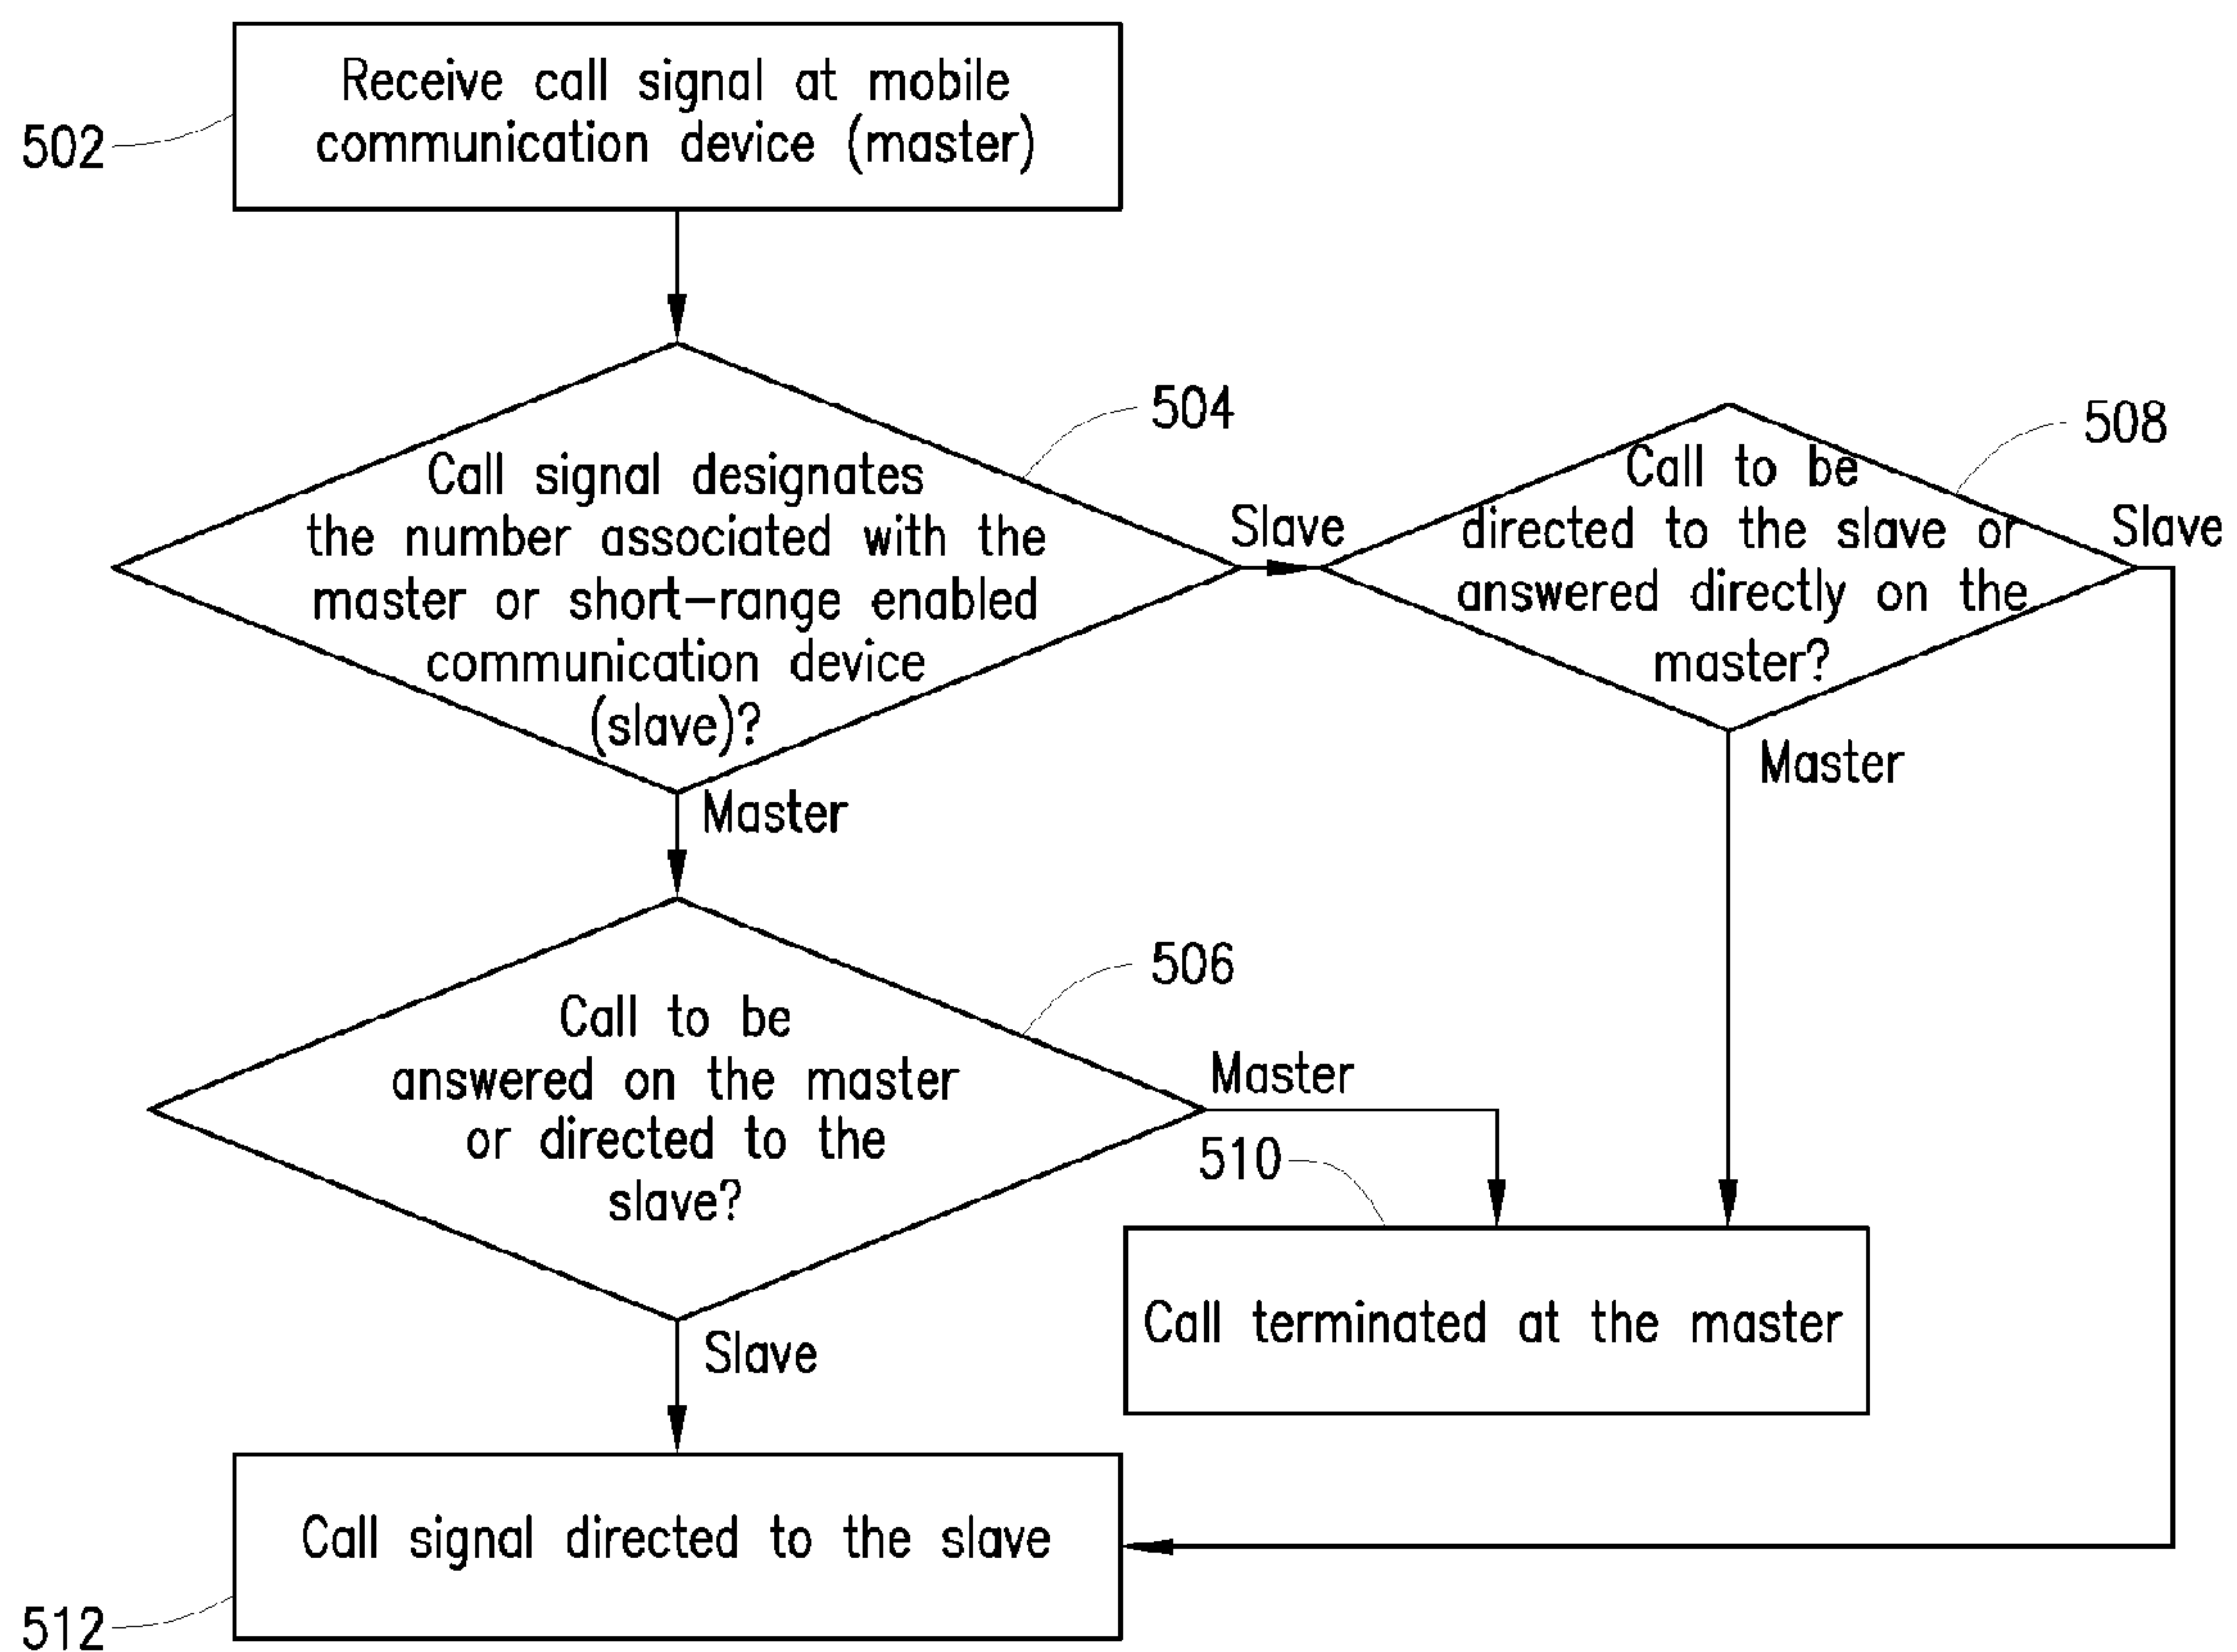 Receive call signal at mobile
communication device (master)
502
504
Call signal designates
the number associated with the
master or short-range enabled
communication device
(slave)?
Slave
508
Call to be
directed to the slave or
answered directly on the
master?
Slave
Master
Master
506
Call to be
answered on the master
or directed to the
slave?
Master
510
Call terminated at the master
Slave
Call signal directed to the slave
512